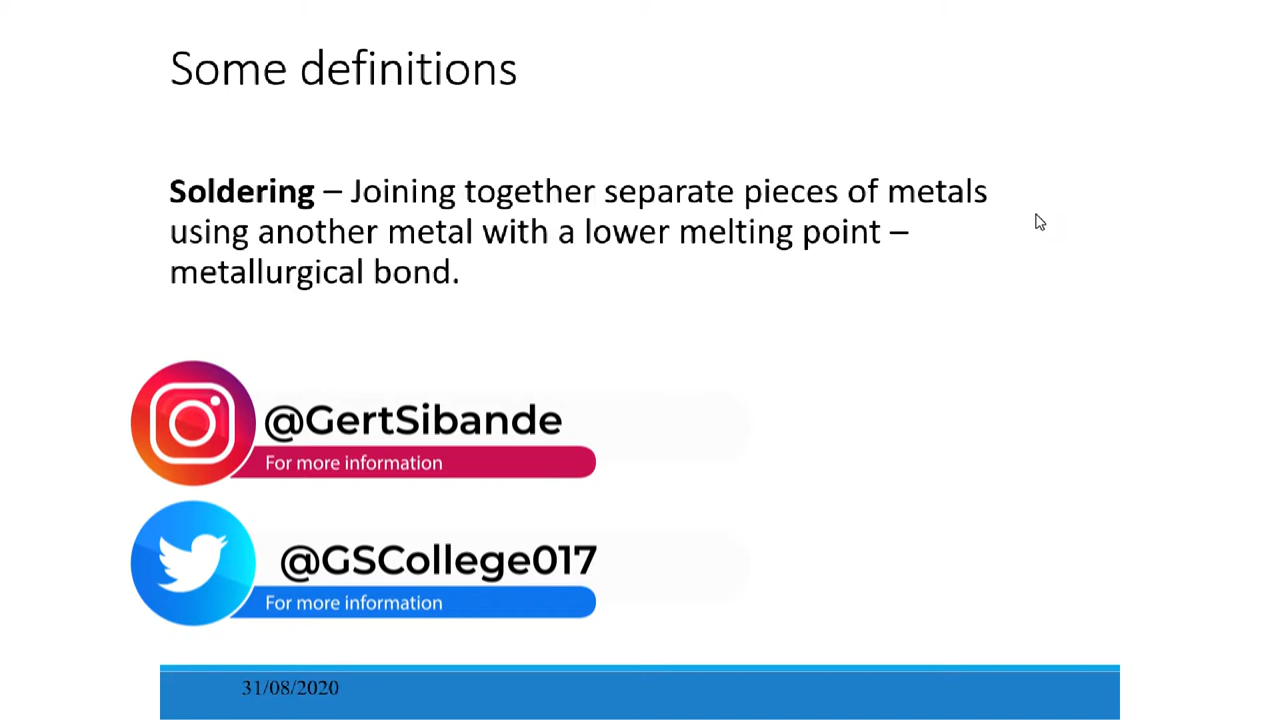 Some definitions
Soldering – Joining together separate pieces of metals
using another metal with a lower melting point –
metallurgical bond.
@GertSibande
For more information
@GSCollege017
For more information
31/08/2020